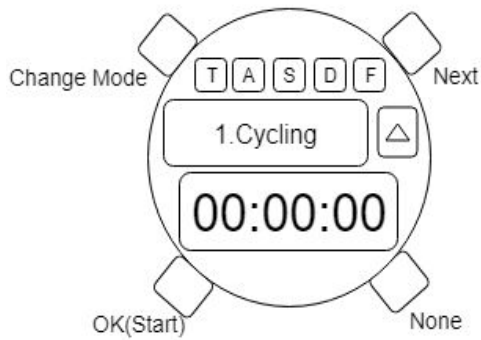 Change Mode
Next
T A S D F
1.Cycling
00:00:00
OK(Start)
None